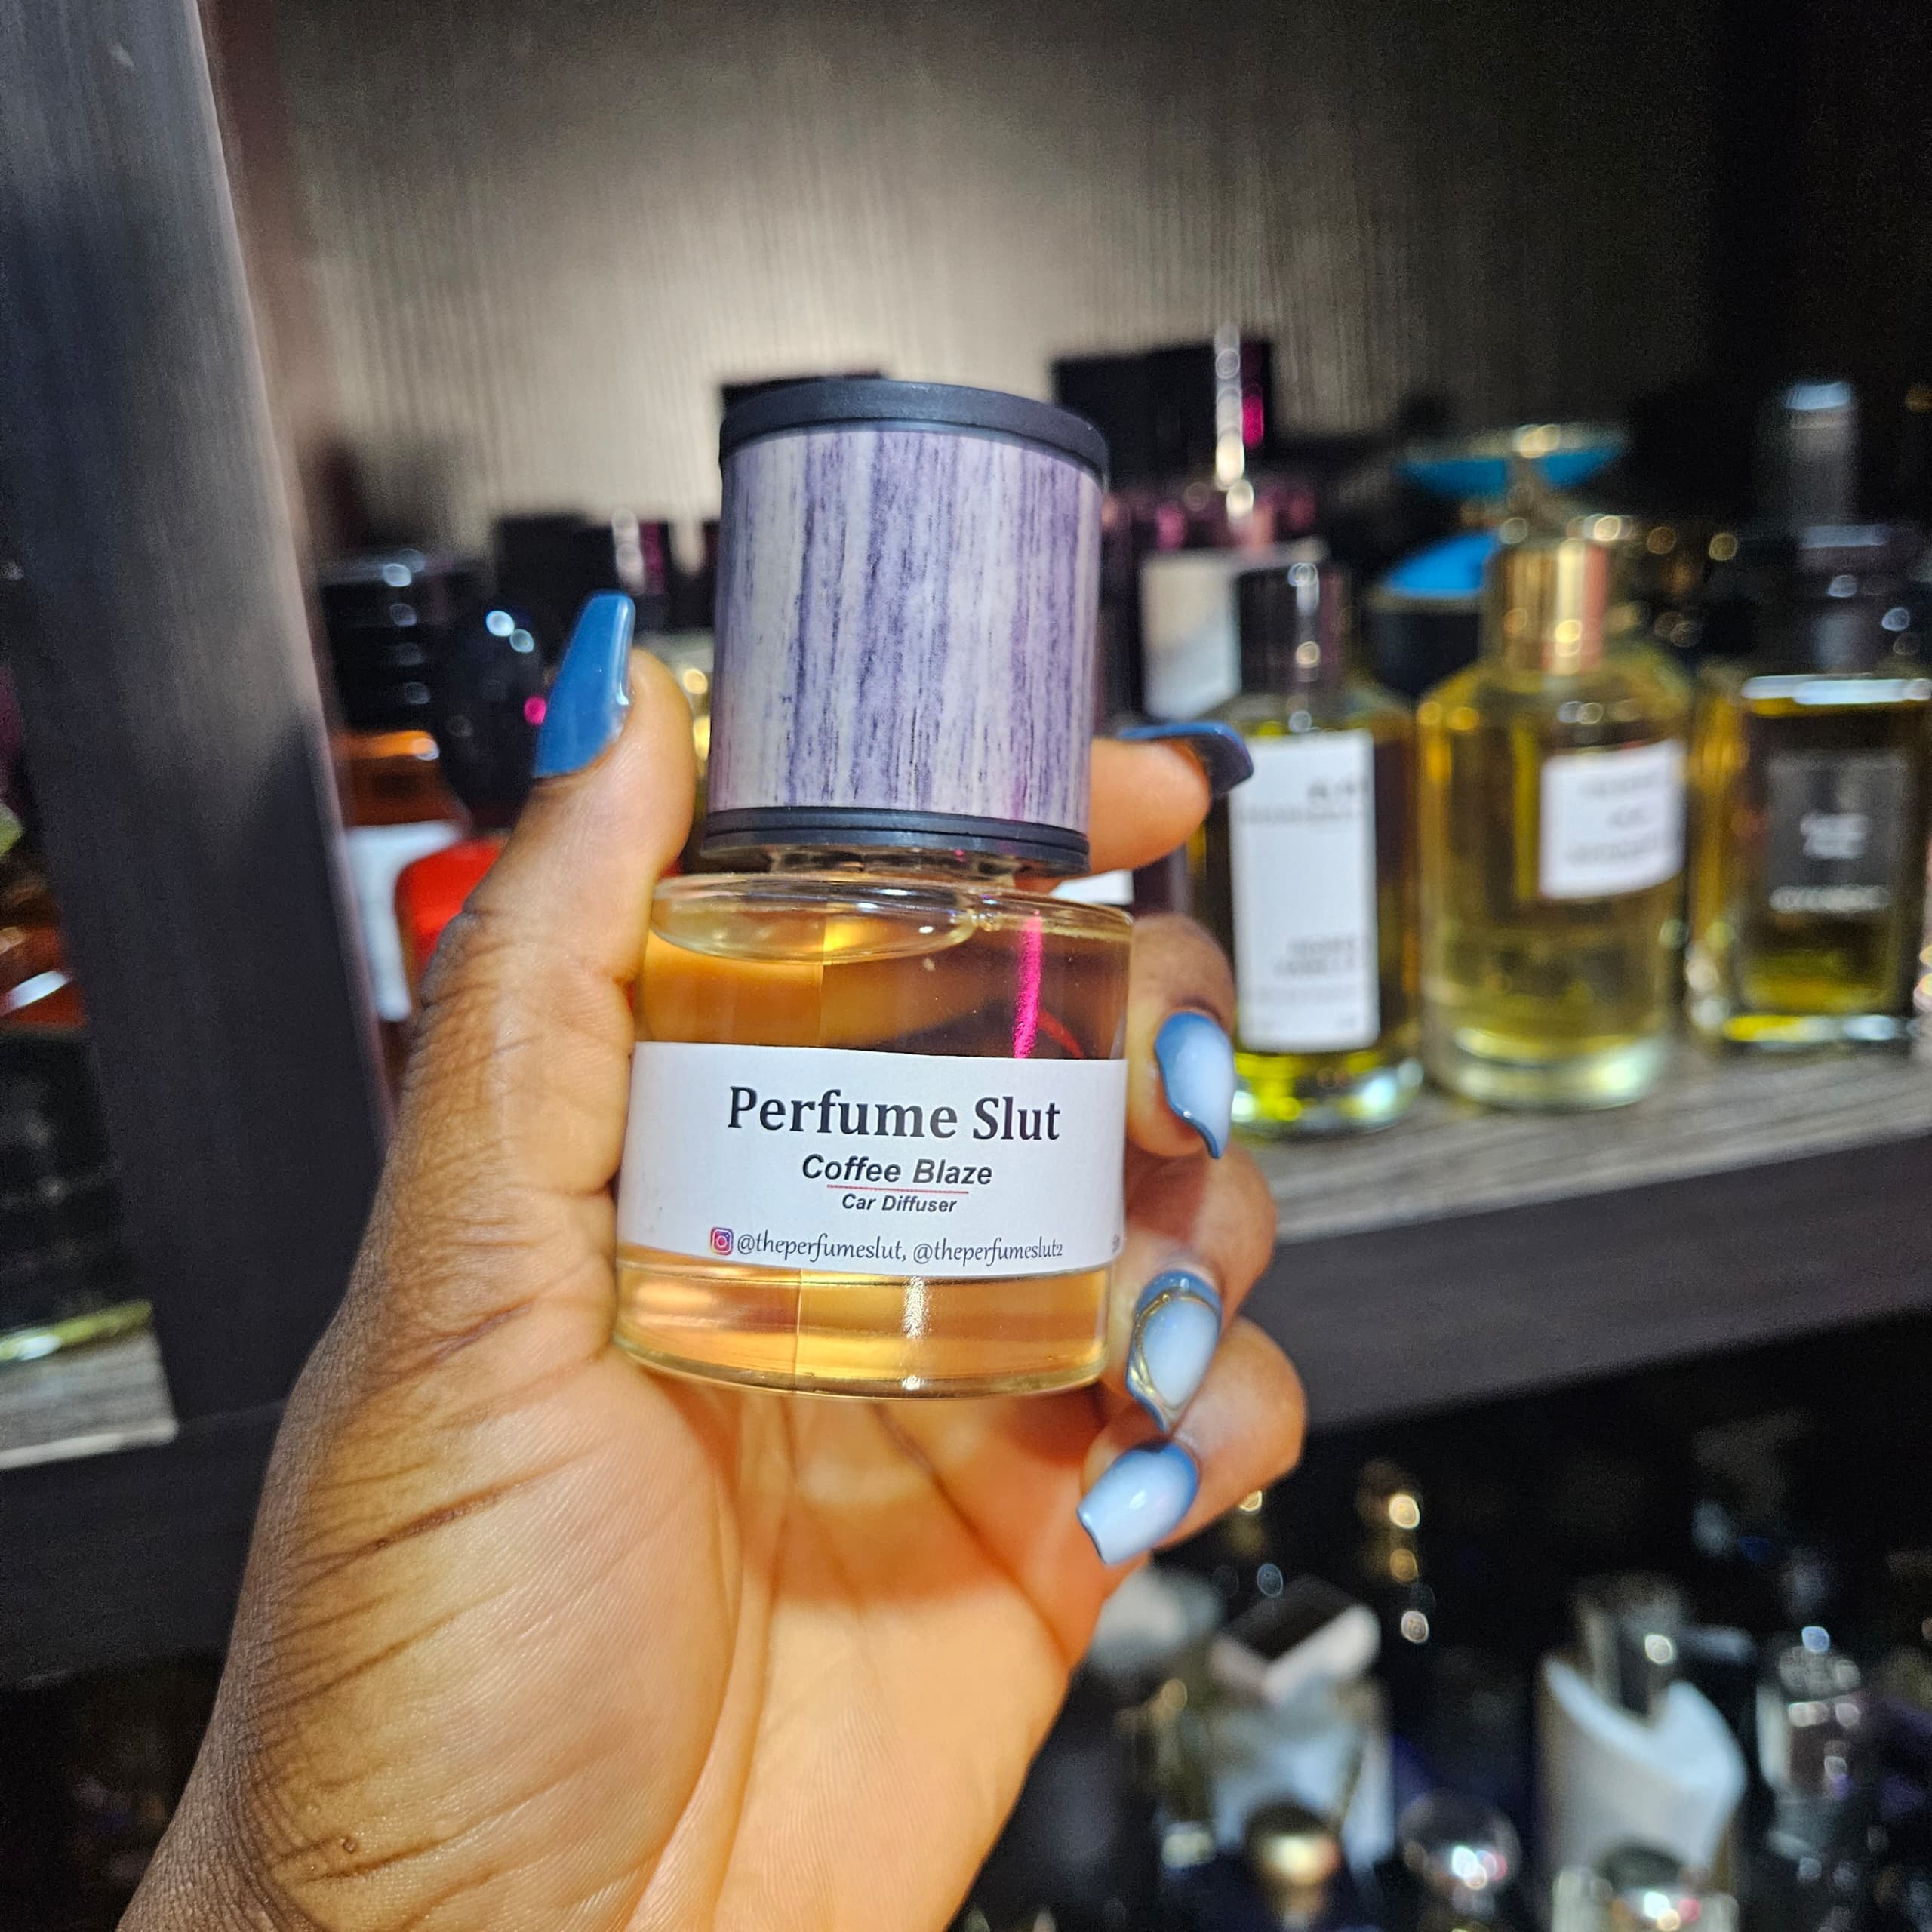 Perfume Slut
Coffee Blaze
Car Diffuser
@theperfumeslut, @theperfumeslut2